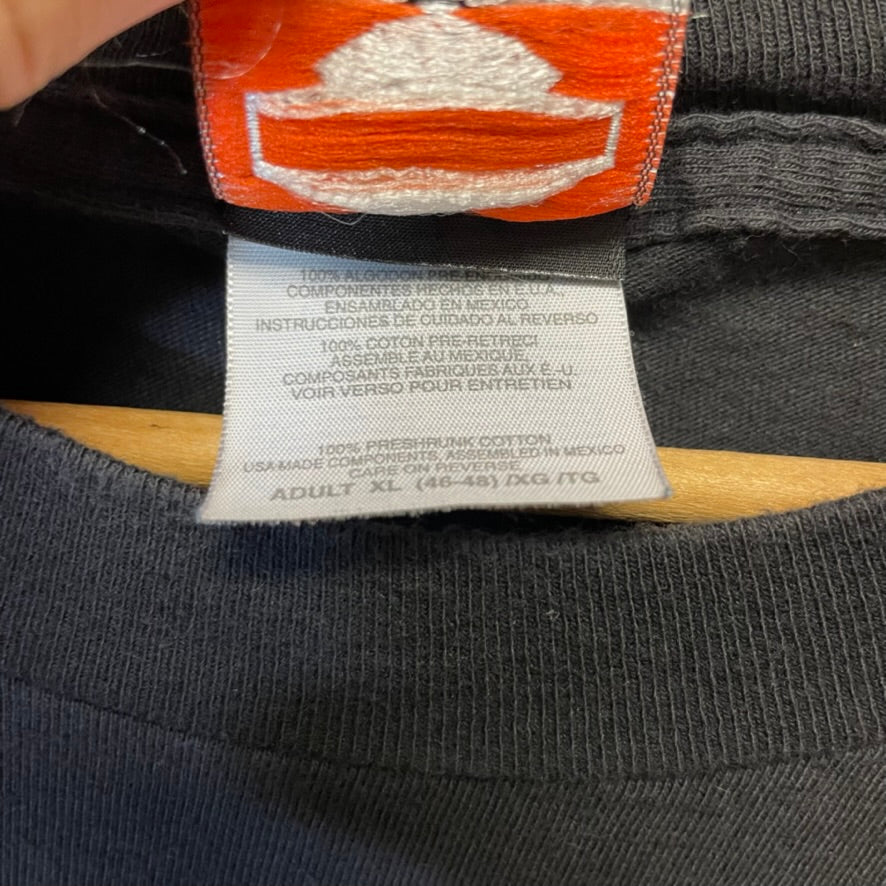 100% ALGODON PRE-EN
COMPONENTES HECHOS EN E.U.A.,
ENSAMBLADO EN MEXICO
INSTRUCCIONES DE CUIDADO AL REVERSO
100% COTON PRE-RETRECI
ASSEMBLE AU MEXIQUE,
COMPOSANTS FABRIQUES AUX É.-U.
VOIR VERSO POUR ENTRETIEN
100% PRESHRUNK COTTON
USA MADE COMPONENTS, ASSEMBLED IN MEXICO
CARE ON REVERSE
ADULT XL (46-48) /XG /TG